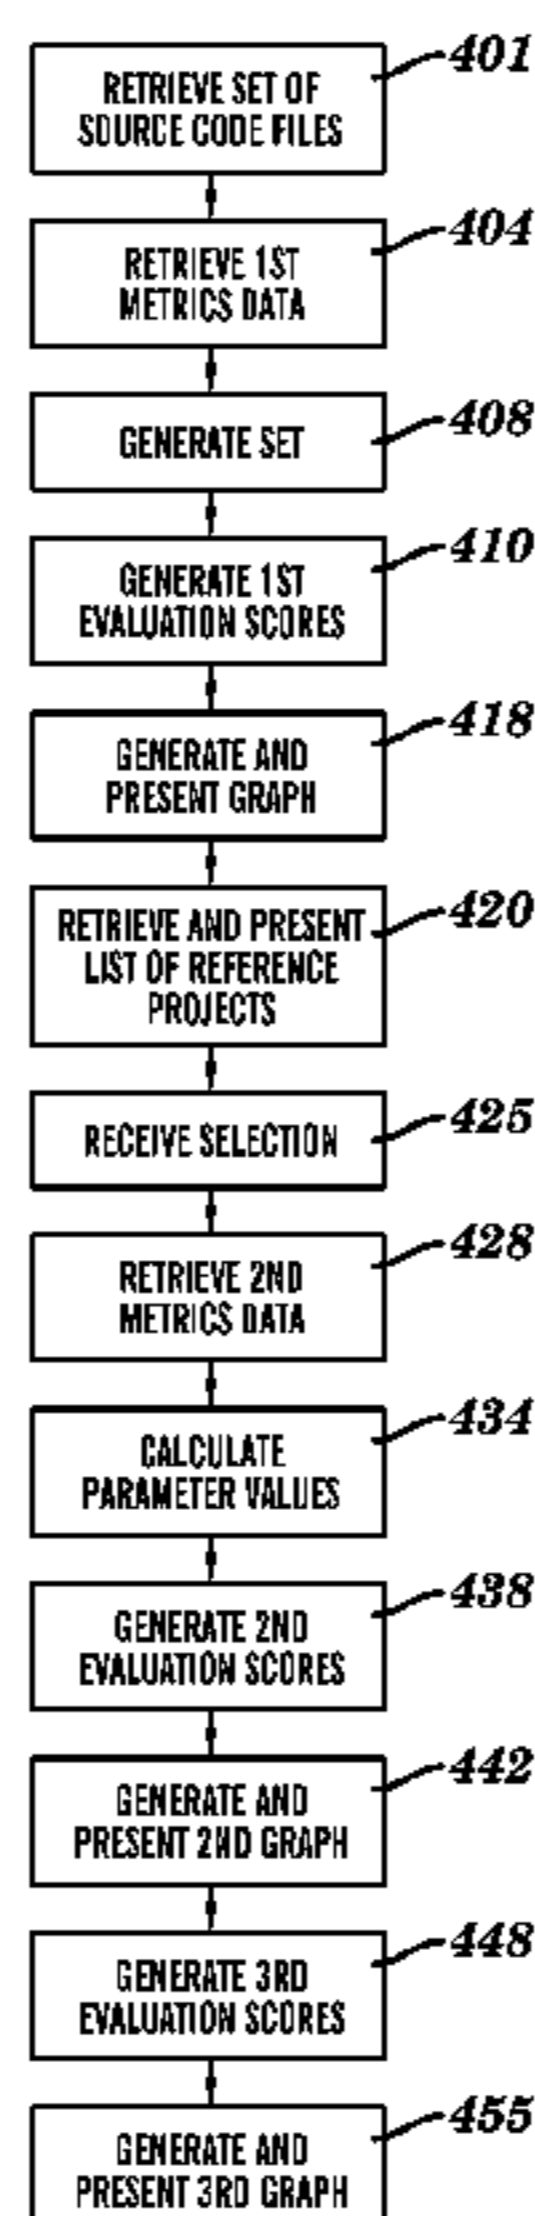 401
RETRIEVE SET OF
SOURCE CODE FILES
404
RETRIEVE 1ST
METRICS DATA
408
GENERATE SET
410
GENERATE 1ST
EVALUATION SCORES
418
GENERATE AND
PRESENT GRAPH
420
RETRIEVE AND PRESENT
LIST OF REFERENCE
PROJECTS
425
RECEIVE SELECTION
428
RETRIEVE 2ND
METRICS DATA
434
CALCULATE
PARAMETER VALUES
438
GENERATE 2ND
EVALUATION SCORES
442
GENERATE AND
PRESENT 2ND GRAPH
448
GENERATE 3RD
EVALUATION SCORES
455
GENERATE AND
PRESENT 3RD GRAPH